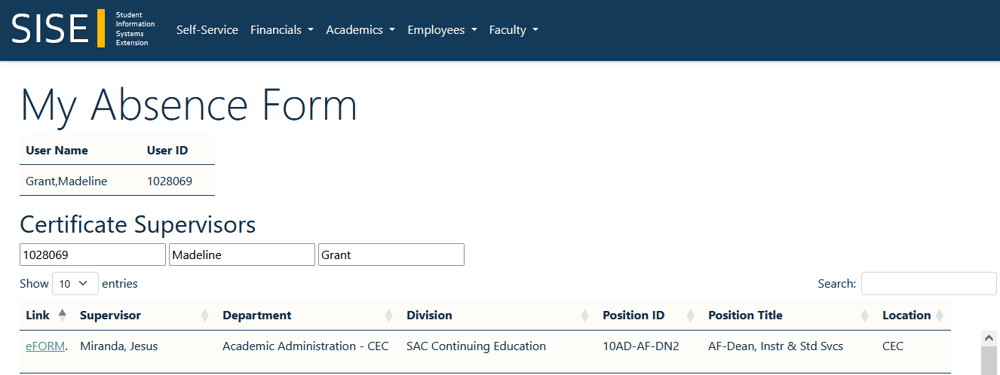 SISE
Student
Information
Systems
Extension
Self-Service Financials Academics Employees Faculty
My Absence Form
User Name User ID
Grant,Madeline 1028069
Certificate Supervisors
1028069 Madeline Grant
Show 10 entries Search:
Link Supervisor Department Division Position ID Position Title Location
eFORM. Miranda, Jesus Academic Administration - CEC SAC Continuing Education 10AD-AF-DN2 AF-Dean, Instr & Std Svcs CEC